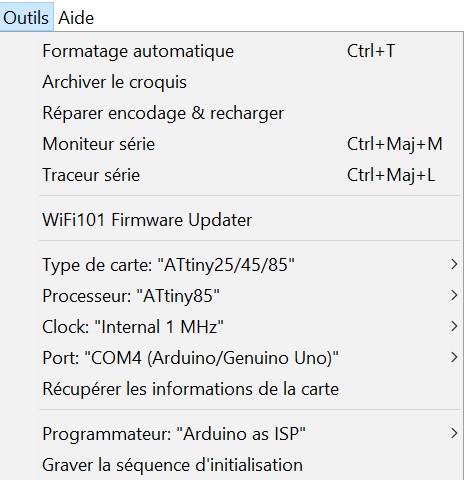 Outils Aide
Formatage automatique Ctrl+T
Archiver le croquis
Réparer encodage & recharger
Moniteur série Ctrl+Maj+M
Traceur série Ctrl+Maj+L
WiFi101 Firmware Updater
Type de carte: "ATtiny25/45/85"
Processeur: "ATtiny85"
Clock: "Internal 1 MHz"
Port: "COM4 (Arduino/Genuino Uno)"
Récupérer les informations de la carte
Programmateur: "Arduino as ISP"
Graver la séquence d'initialisation